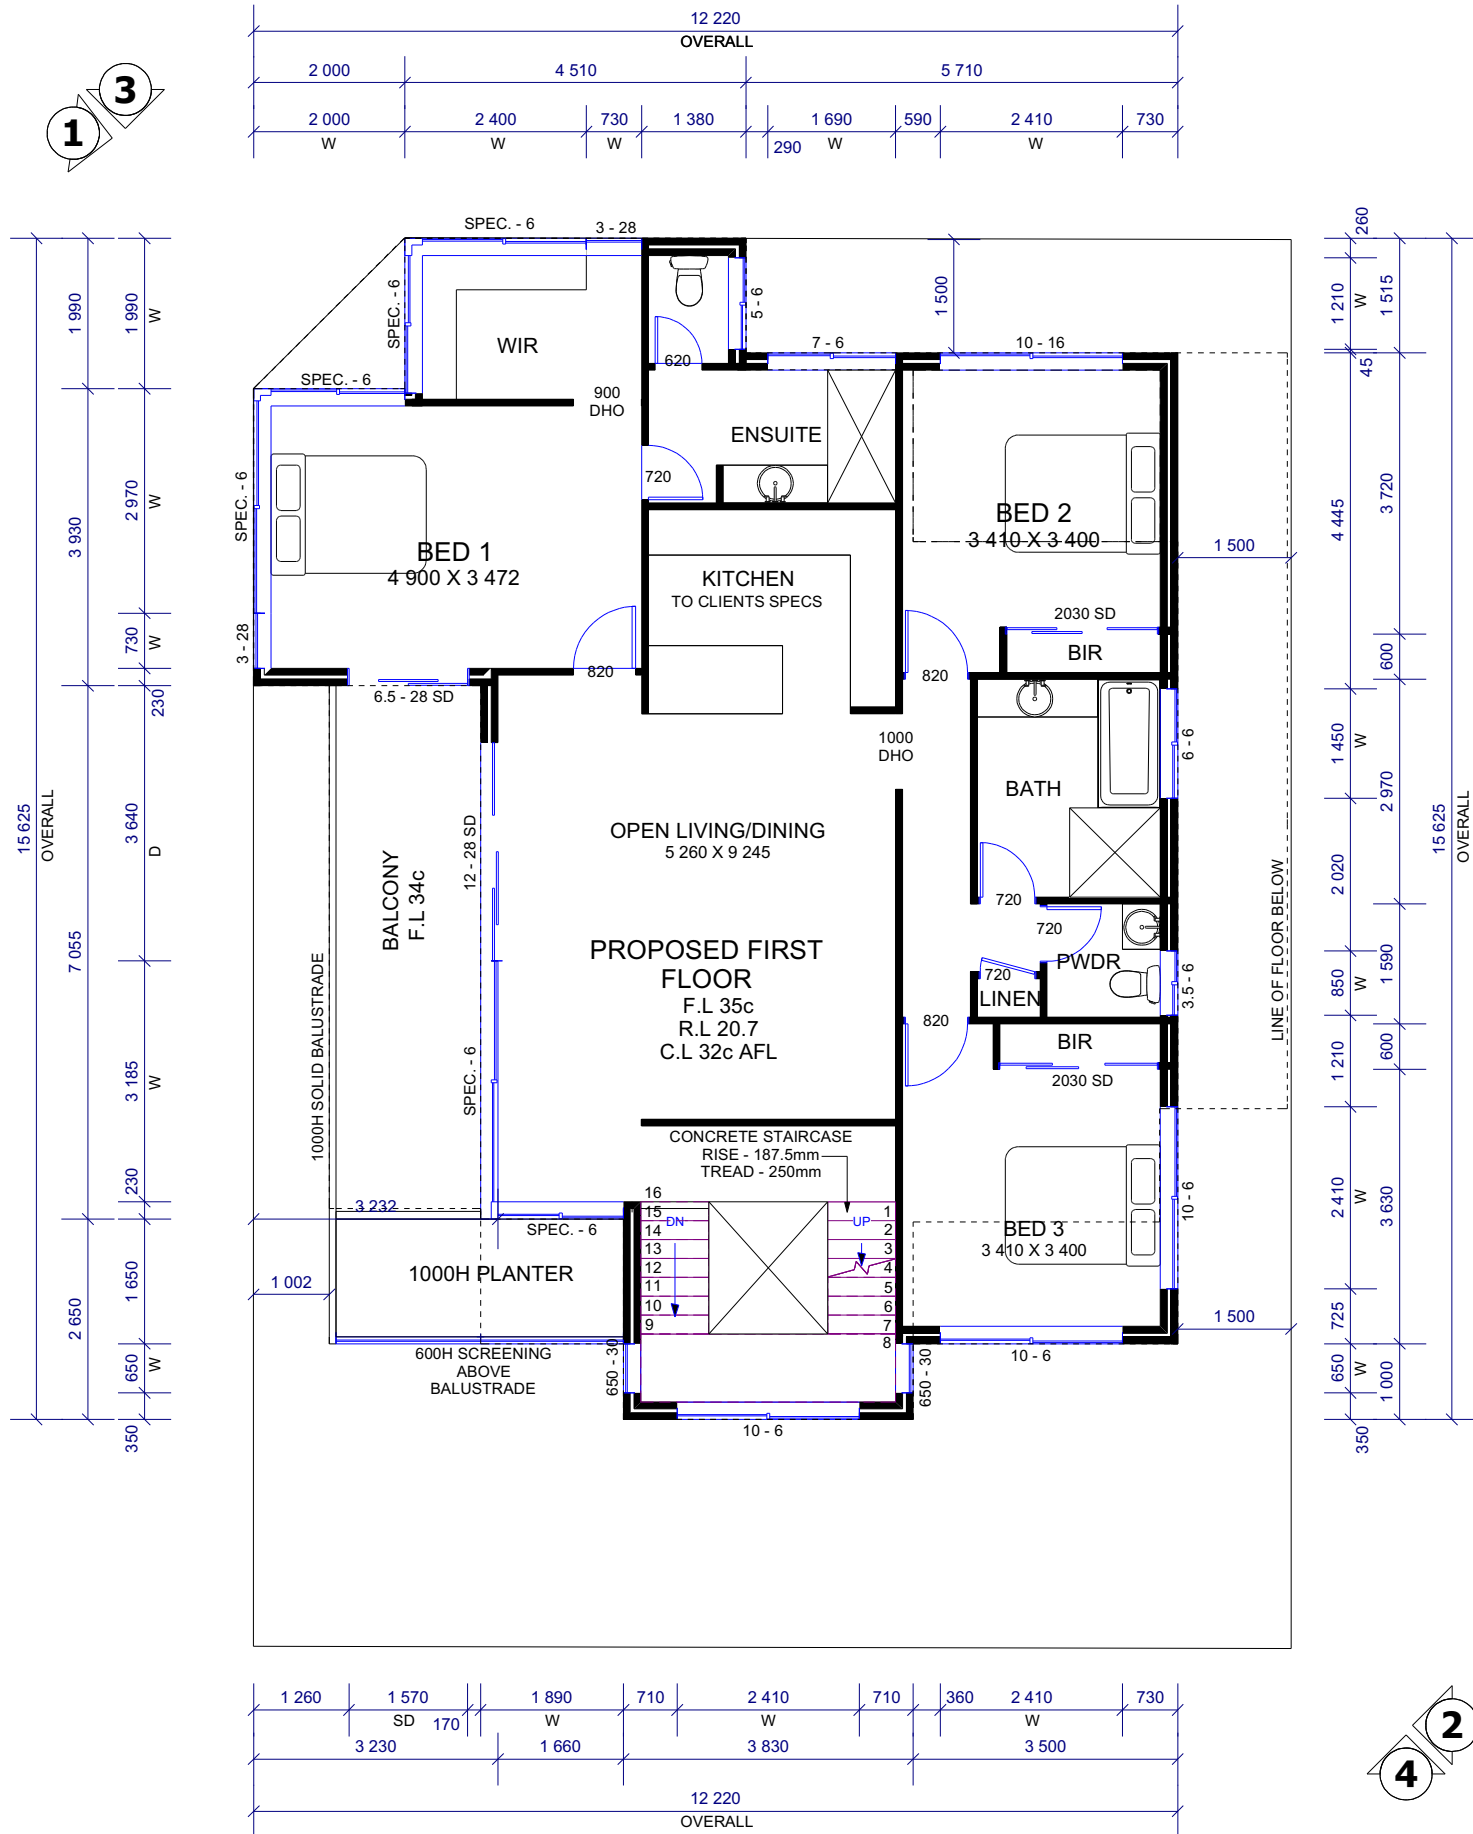 12 220
OVERALL
2 000
4 510
5 710
3
1
2 000
W
2 400
W
730
W
1 380
290
1 690
W
590
2 410
W
730
SPEC. - 6
3 - 28
SPEC. - 6
SPEC. - 6
SPEC. - 6
3 - 28
WIR
900
DHO
620
5 - 6
7 - 6
10 - 16
1 500
ENSUITE
720
BED 1
4 900 X 3 472
BED 2
3 410 X 3 400
1 500
KITCHEN
TO CLIENTS SPECS
2030 SD
BIR
820
820
6.5 - 28 SD
1000
DHO
6 - 6
BATH
OPEN LIVING/DINING
5 260 X 9 245
12 - 28 SD
BALCONY
F.L 34c
1000H SOLID BALUSTRADE
720
720
PROPOSED FIRST
FLOOR
F.L 35c
R.L 20.7
C.L 32c AFL
PWDR
720
LINEN
3.5 - 6
LINE OF FLOOR BELOW
820
BIR
2030 SD
SPEC. - 6
CONCRETE STAIRCASE
RISE - 187.5mm
TREAD - 250mm
16
15
14
13
12
11
10
9
DN
UP
1
2
3
4
5
6
7
8
3 232
SPEC. - 6
1000H PLANTER
1 002
BED 3
3 410 X 3 400
10 - 6
1 500
600H SCREENING
ABOVE
BALUSTRADE
650 - 30
650 - 30
10 - 6
10 - 6
15 625
OVERALL
1 990
3 930
7 055
2 650
1 990
W
2 970
W
730
W
230
3 640
D
3 185
W
230
1 650
650
W
350
260
1 210
W
45
4 445
1 450
W
2 020
850
W
1 210
2 410
W
725
650
W
350
1 515
3 720
600
2 970
1 590
600
3 630
1 000
15 625
OVERALL
1 260
1 570
SD
170
1 890
W
710
2 410
W
710
360
2 410
W
730
3 230
1 660
3 830
3 500
12 220
OVERALL
2
4